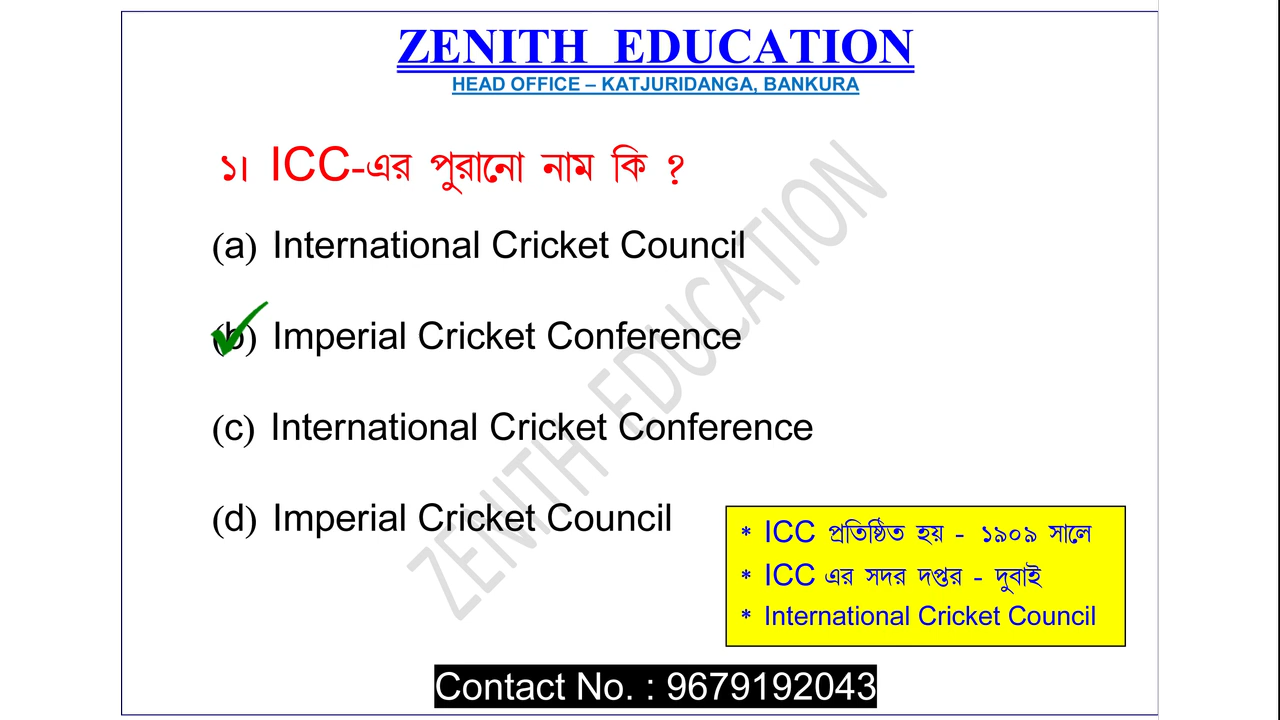 ZENITH EDUCATION
HEAD OFFICE – KATJURIDANGA, BANKURA
১। ICC-এর পুরানো নাম কি ?
(a) International Cricket Council
(b) Imperial Cricket Conference
(c) International Cricket Conference
(d) Imperial Cricket Council
* ICC প্রতিষ্ঠিত হয় - ১৯০৯ সালে
* ICC এর সদর দপ্তর - দুবাই
* International Cricket Council
ZENITH EDUCATION
Contact No. : 9679192043